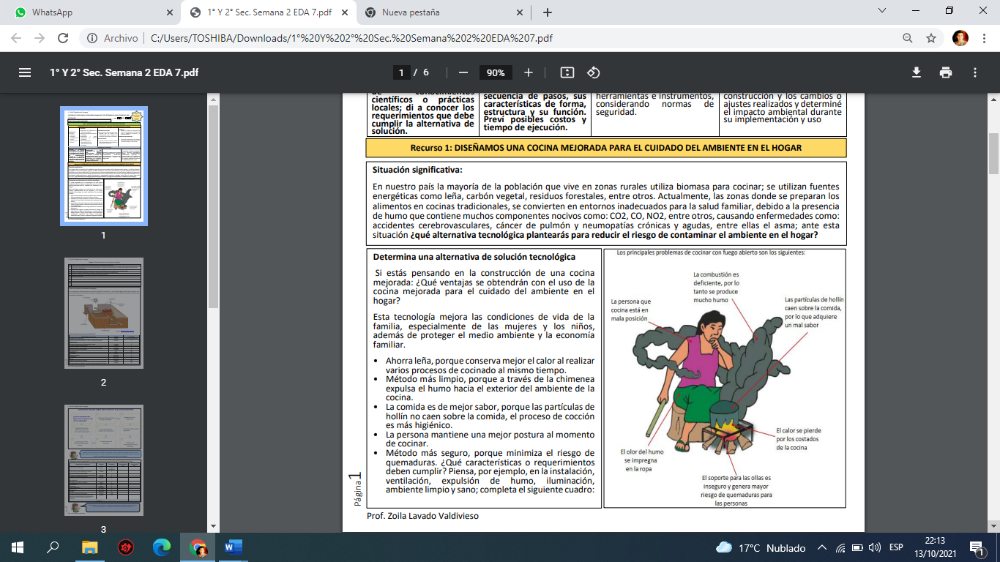 WhatsApp
1° Y 2° Sec. Semana 2 EDA 7.pdf
Nueva pestaña
Archivo
C:/Users/TOSHIBA/Downloads/1°%20Y%202°%20Sec.%20Semana%202%20EDA%207.pdf
1° Y 2° Sec. Semana 2 EDA 7.pdf
1 / 6
90%
1
2
3
de conocimientos
científicos o prácticas
locales; di a conocer los
requerimientos que debe
cumplir la alternativa de
solución.
secuencia de pasos, sus
características de forma,
estructura y su función.
Preví posibles costos y
tiempo de ejecución.
herramientas e instrumentos,
considerando normas de
seguridad.
construcción y los cambios o
ajustes realizados y determiné
el impacto ambiental durante
su implementación y uso
Recurso 1: DISEÑAMOS UNA COCINA MEJORADA PARA EL CUIDADO DEL AMBIENTE EN EL HOGAR
Situación significativa:
En nuestro país la mayoría de la población que vive en zonas rurales utiliza biomasa para cocinar; se utilizan fuentes
energéticas como leña, carbón vegetal, residuos forestales, entre otros. Actualmente, las zonas donde se preparan los
alimentos en cocinas tradicionales, se convierten en entornos inadecuados para la salud familiar, debido a la presencia
de humo que contiene muchos componentes nocivos como: CO2, CO, NO2, entre otros, causando enfermedades como:
accidentes cerebrovasculares, cáncer de pulmón y neumopatías crónicas y agudas, entre ellas el asma; ante esta
situación ¿qué alternativa tecnológica plantearás para reducir el riesgo de contaminar el ambiente en el hogar?
Determina una alternativa de solución tecnológica
Si estás pensando en la construcción de una cocina
mejorada: ¿Qué ventajas se obtendrán con el uso de la
cocina mejorada para el cuidado del ambiente en el
hogar?
Esta tecnología mejora las condiciones de vida de la
familia, especialmente de las mujeres y los niños,
además de proteger el medio ambiente y la economía
familiar.
• Ahorra leña, porque conserva mejor el calor al realizar
varios procesos de cocinado al mismo tiempo.
• Método más limpio, porque a través de la chimenea
expulsa el humo hacia el exterior del ambiente de la
cocina.
• La comida es de mejor sabor, porque las partículas de
hollín no caen sobre la comida, el proceso de cocción
es más higiénico.
• La persona mantiene una mejor postura al momento
de cocinar.
• Método más seguro, porque minimiza el riesgo de
quemaduras. ¿Qué características o requerimientos
deben cumplir? Piensa, por ejemplo, en la instalación,
ventilación, expulsión de humo, iluminación,
ambiente limpio y sano; completa el siguiente cuadro:
Los principales problemas de cocinar con fuego abierto son los siguientes:
La combustión es
deficiente, por lo
tanto se produce
mucho humo
La persona que
cocina está en
mala posición
Las partículas de hollín
caen sobre la comida,
por lo que adquiere
un mal sabor
El calor se pierde
por los costados
de la cocina
El olor del humo
se impregna
en la ropa
El soporte para las ollas es
inseguro y genera mayor
riesgo de quemaduras para
las personas
Página 1
Prof. Zoila Lavado Valdivieso
17°C Nublado
ESP
22:13
13/10/2021
1